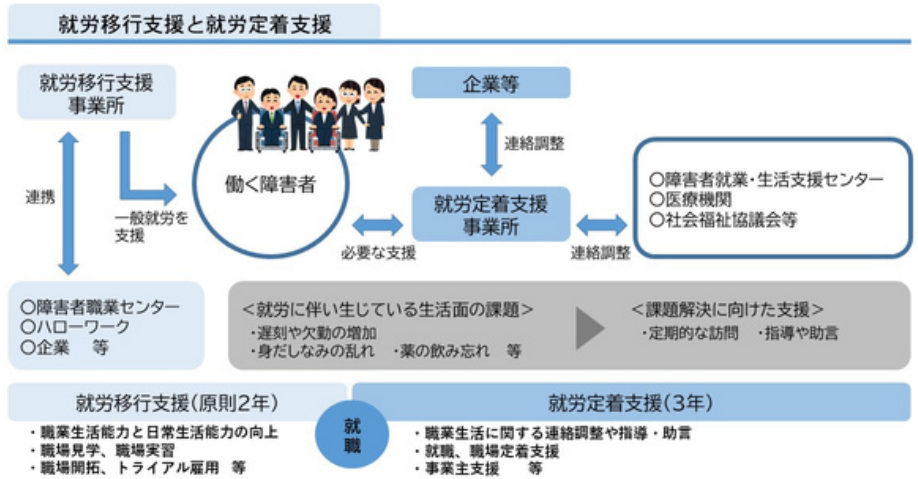 就労移行支援と就労定着支援
就労移行支援
事業所
企業等
連絡調整
働く障害者
連携
一般就労を
支援
就労定着支援
事業所
必要な支援
連絡調整
〇障害者就業・生活支援センター
〇医療機関
〇社会福祉協議会等
〇障害者職業センター
〇ハローワーク
〇企業　等
＜就労に伴い生じている生活面の課題＞
・遅刻や欠勤の増加
・身だしなみの乱れ　・薬の飲み忘れ　等
＜課題解決に向けた支援＞
・定期的な訪問　・指導や助言
就労移行支援(原則2年)
・職業生活能力と日常生活能力の向上
・職場見学、職場実習
・職場開拓、トライアル雇用　等
就
職
就労定着支援(3年)
・職業生活に関する連絡調整や指導・助言
・就職、職場定着支援
・事業主支援　　等